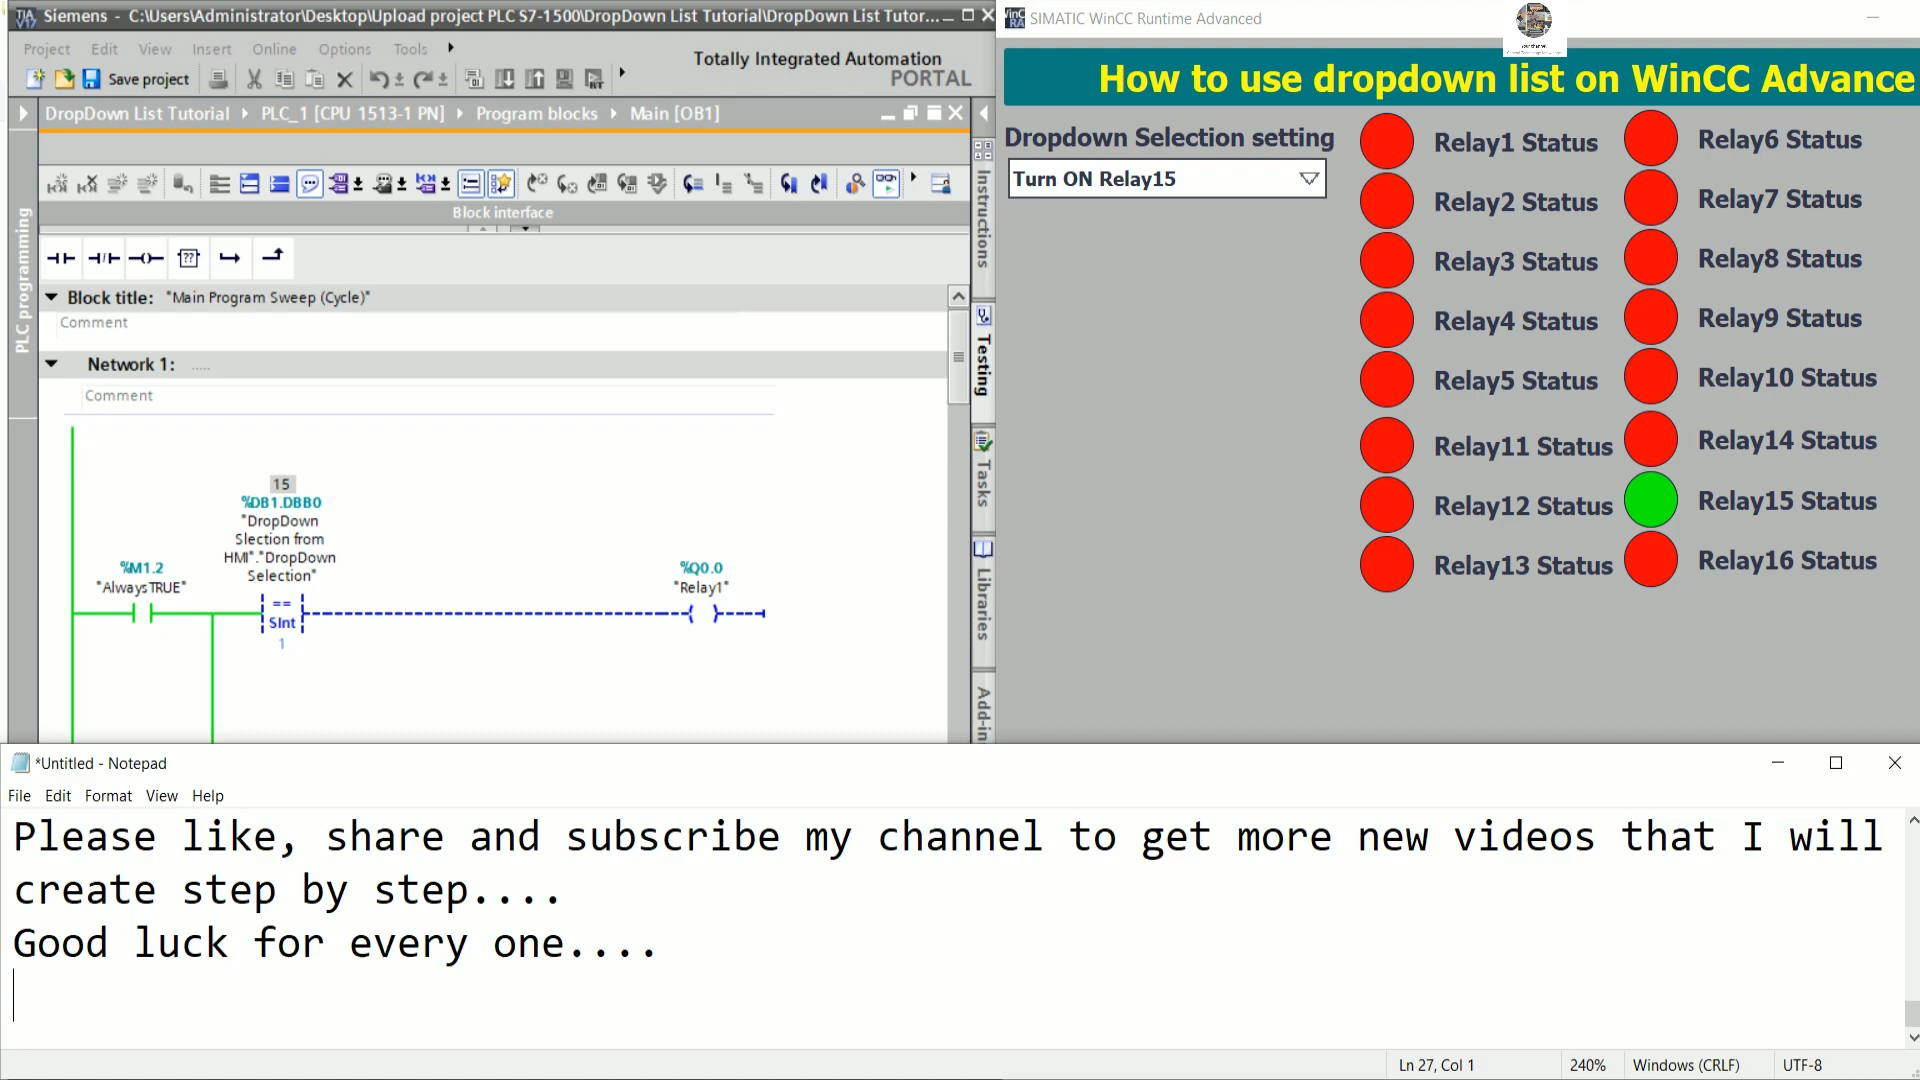 Siemens - C:\Users\Administrator\Desktop\Upload project PLC S7-1500\DropDown List Tutorial\DropDown List Tutor...
Project Edit View Insert Online Options Tools
Totally Integrated Automation
PORTAL
Save project
DropDown List Tutorial PLC_1 [CPU 1513-1 PN] Program blocks Main [OB1]
Block interface
??
Block title: "Main Program Sweep (Cycle)"
Comment
Network 1: .....
Comment
15
%DB1.DBB0
"DropDown
Slection from
HMI"."DropDown
Selection"
%M1.2
"AlwaysTRUE"
==
SInt
1
%Q0.0
"Relay1"
PLC programming
Instructions
Testing
Tasks
Libraries
Add-in
SIMATIC WinCC Runtime Advanced
How to use dropdown list on WinCC Advance
Dropdown Selection setting
Turn ON Relay15
Relay1 Status
Relay2 Status
Relay3 Status
Relay4 Status
Relay5 Status
Relay11 Status
Relay12 Status
Relay13 Status
Relay6 Status
Relay7 Status
Relay8 Status
Relay9 Status
Relay10 Status
Relay14 Status
Relay15 Status
Relay16 Status
*Untitled - Notepad
File Edit Format View Help
Please like, share and subscribe my channel to get more new videos that I will
create step by step....
Good luck for every one....
Ln 27, Col 1 240% Windows (CRLF) UTF-8